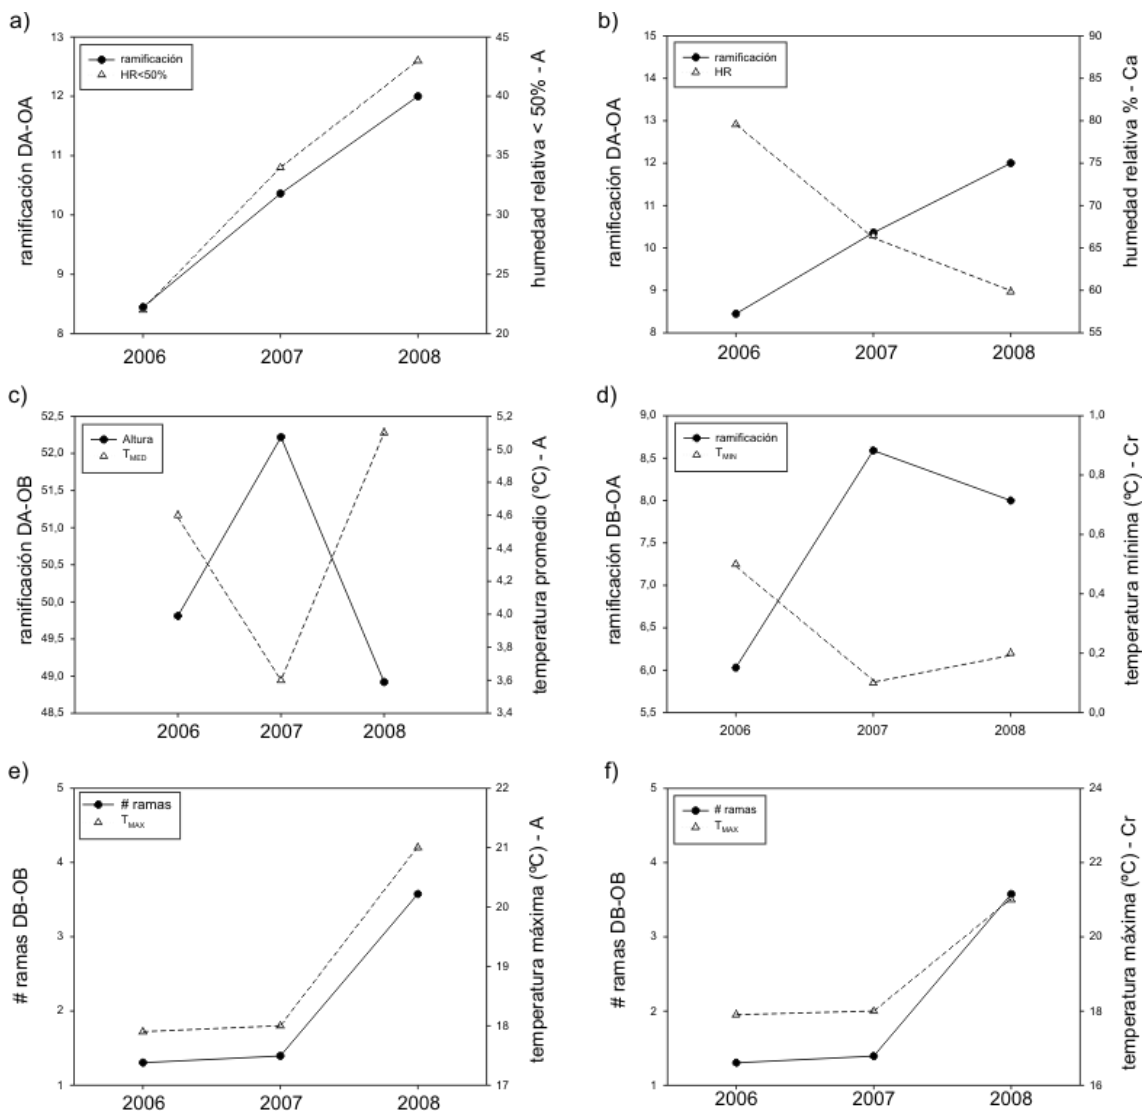 a)
13
12
11
10
9
8
ramificación DA-OA
ramificación
HR<50%
45
40
35
30
25
20
humedad relativa < 50% - A
2006 2007 2008
b)
15
14
13
12
11
10
9
8
ramificación DA-OA
ramificación
HR
90
85
80
75
70
65
60
55
humedad relativa % - Ca
2006 2007 2008
c)
52,5
52,0
51,5
51,0
50,5
50,0
49,5
49,0
48,5
ramificación DA-OB
Altura
TMED
5,2
5,0
4,8
4,6
4,4
4,2
4,0
3,8
3,6
3,4
temperatura promedio (ºC) - A
2006 2007 2008
d)
9,0
8,5
8,0
7,5
7,0
6,5
6,0
5,5
ramificación DB-OA
ramificación
TMIN
1,0
0,8
0,6
0,4
0,2
0,0
temperatura mínima (ºC) - Cr
2006 2007 2008
e)
5
4
3
2
1
# ramas DB-OB
# ramas
TMAX
22
21
20
19
18
17
temperatura máxima (ºC) - A
2006 2007 2008
f)
5
4
3
2
1
# ramas DB-OB
# ramas
TMAX
24
22
20
18
16
temperatura máxima (ºC) - Cr
2006 2007 2008